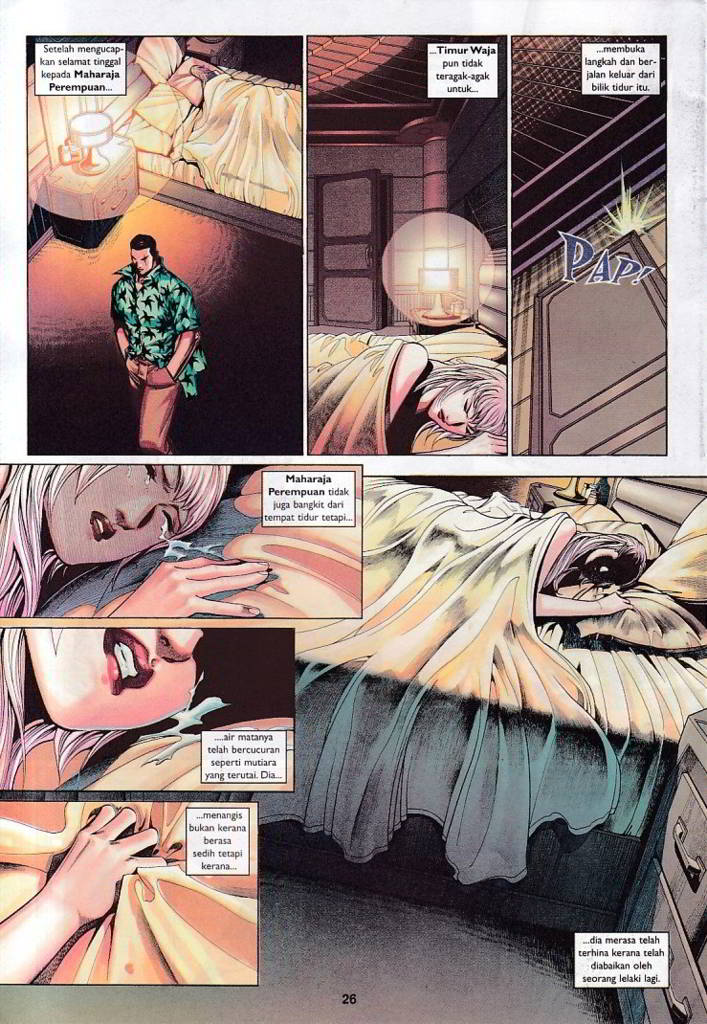 Setelah mengucap-
kan selamat tinggal
kepada Maharaja
Perempuan...
...Timur Waja
pun tidak
teragak-agak
untuk...
...membuka
langkah dan ber-
jalan keluar dari
bilik tidur itu.
PAP!
Maharaja
Perempuan tidak
juga bangkit dari
tempat tidur tetapi...
....air matanya
telah bercucuran
seperti mutiara
yang terutai. Dia...
...menangis
bukan kerana
berasa
sedih tetapi
kerana...
...dia merasa telah
terhina kerana telah
diabaikan oleh
seorang lelaki lagi.
26